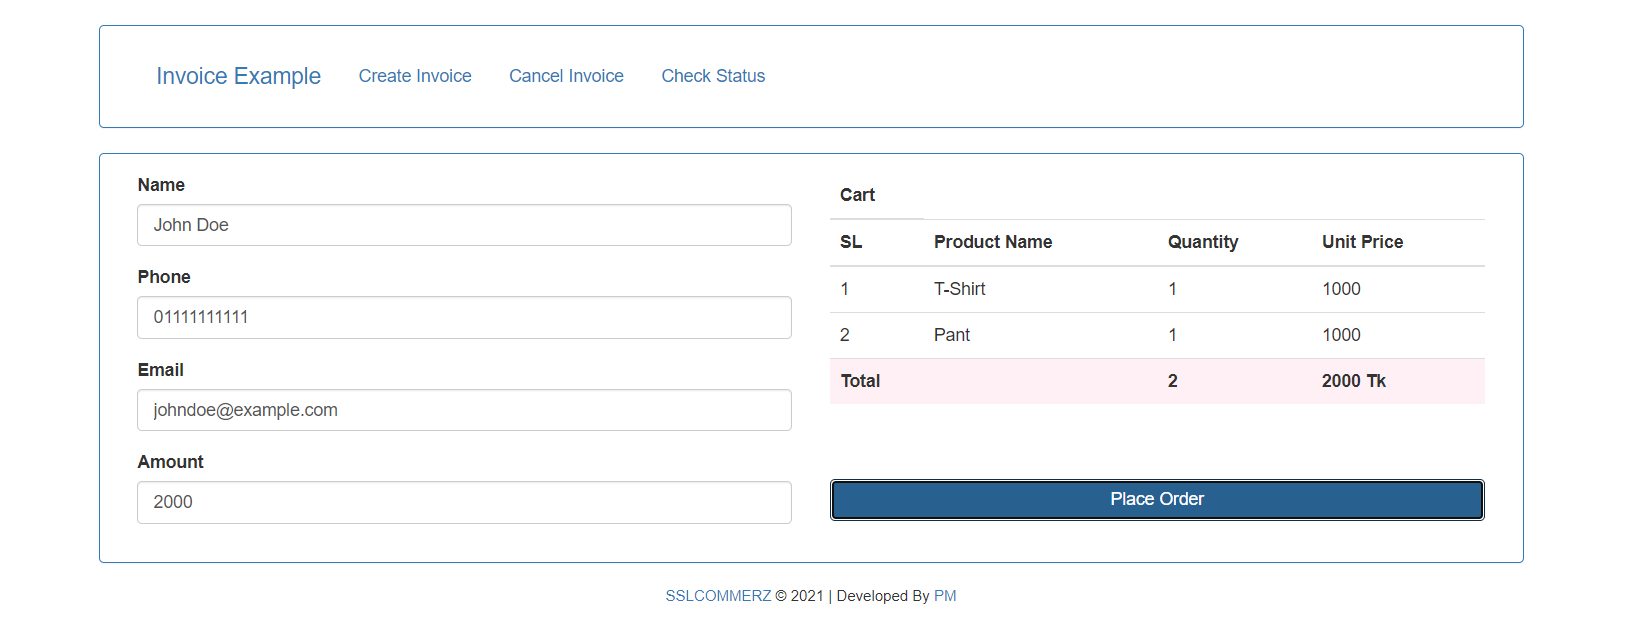 Invoice Example Create Invoice Cancel Invoice Check Status
Name
John Doe
Phone
01111111111
Email
johndoe@example.com
Amount
2000
Cart
SL Product Name Quantity Unit Price
1 T-Shirt 1 1000
2 Pant 1 1000
Total 2 2000 Tk
Place Order
SSLCOMMERZ © 2021 | Developed By PM